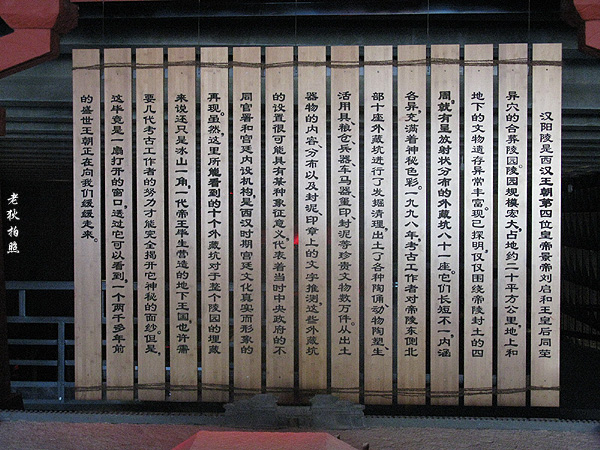 汉阳陵是西汉王朝第四位皇帝景帝刘启和王皇后同茔
异穴的合葬陵园。陵园规模宏大，占地约二十平方公里，地上和
地下的文物遗存异常丰富。现已探明，仅仅围绕帝陵封土的四
周，就有呈放射状分布的外藏坑八十一座。它们长短不一，内涵
各异，充满着神秘色彩。一九九八年，考古工作者对帝陵东侧北
部十座外藏坑进行了发掘清理，出土了各种陶俑、动物陶塑、生
活用具、粮仓、兵器、车马器、玺印、封泥等珍贵文物数万件。从出土
器物的内容、分布以及封泥、印章上的文字推测，这些外藏坑
的设置很可能具有某种象征意义，代表着当时中央政府的不
同官署和宫廷内设机构，是西汉时期宫廷文化真实而形象的
再现。虽然，这里所能看到的十个外藏坑对于整个陵园的埋藏
来说还只是冰山一角，一代帝王毕生营造的地下王国也许需
要几代考古工作者的努力才能完全揭开它神秘的面纱。但是，
这毕竟是一扇打开的窗口，透过它可以看到，一个两千多年前
的盛世王朝正在向我们缓缓走来。
老狄拍照